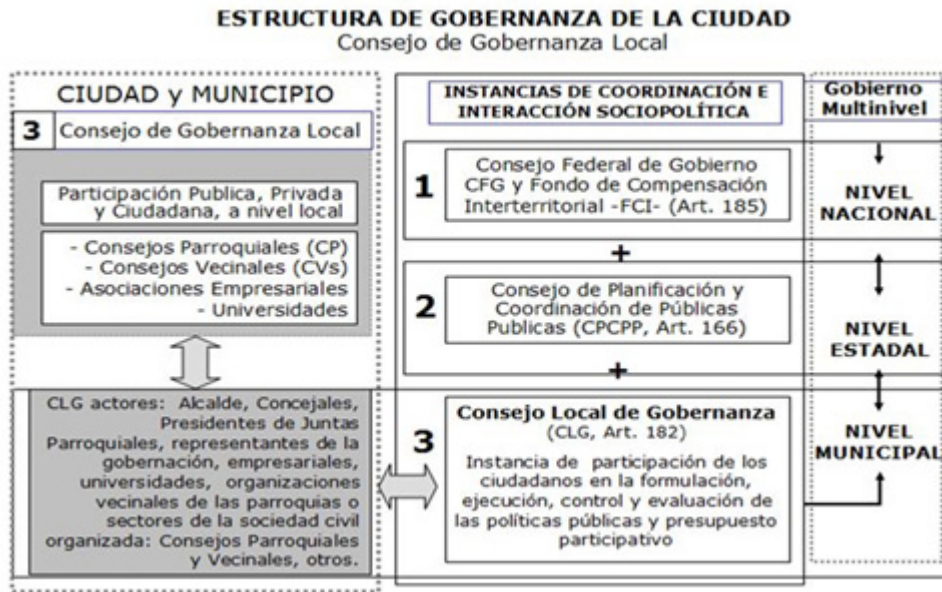 ESTRUCTURA DE GOBERNANZA DE LA CIUDAD
Consejo de Gobernanza Local
CIUDAD y MUNICIPIO
3 Consejo de Gobernanza Local
Participación Publica, Privada
y Ciudadana, a nivel local
- Consejos Parroquiales (CP)
- Consejos Vecinales (CVs)
- Asociaciones Empresariales
- Universidades
CLG actores: Alcalde, Concejales,
Presidentes de Juntas
Parroquiales, representantes de la
gobernación, empresariales,
universidades, organizaciones
vecinales de las parroquias o
sectores de la sociedad civil
organizada: Consejos Parroquiales
y Vecinales, otros.
INSTANCIAS DE COORDINACIÓN E
INTERACCIÓN SOCIOPOLÍTICA
1
Consejo Federal de Gobierno
CFG y Fondo de Compensación
Interterritorial -FCI- (Art. 185)
+
2
Consejo de Planificación y
Coordinación de Públicas
Publicas (CPCPP, Art. 166)
+
3
Consejo Local de Gobernanza
(CLG, Art. 182)
Instancia de participación de los
ciudadanos en la formulación,
ejecución, control y evaluación de
las políticas públicas y presupuesto
participativo
Gobierno
Multinivel
NIVEL
NACIONAL
NIVEL
ESTADAL
NIVEL
MUNICIPAL